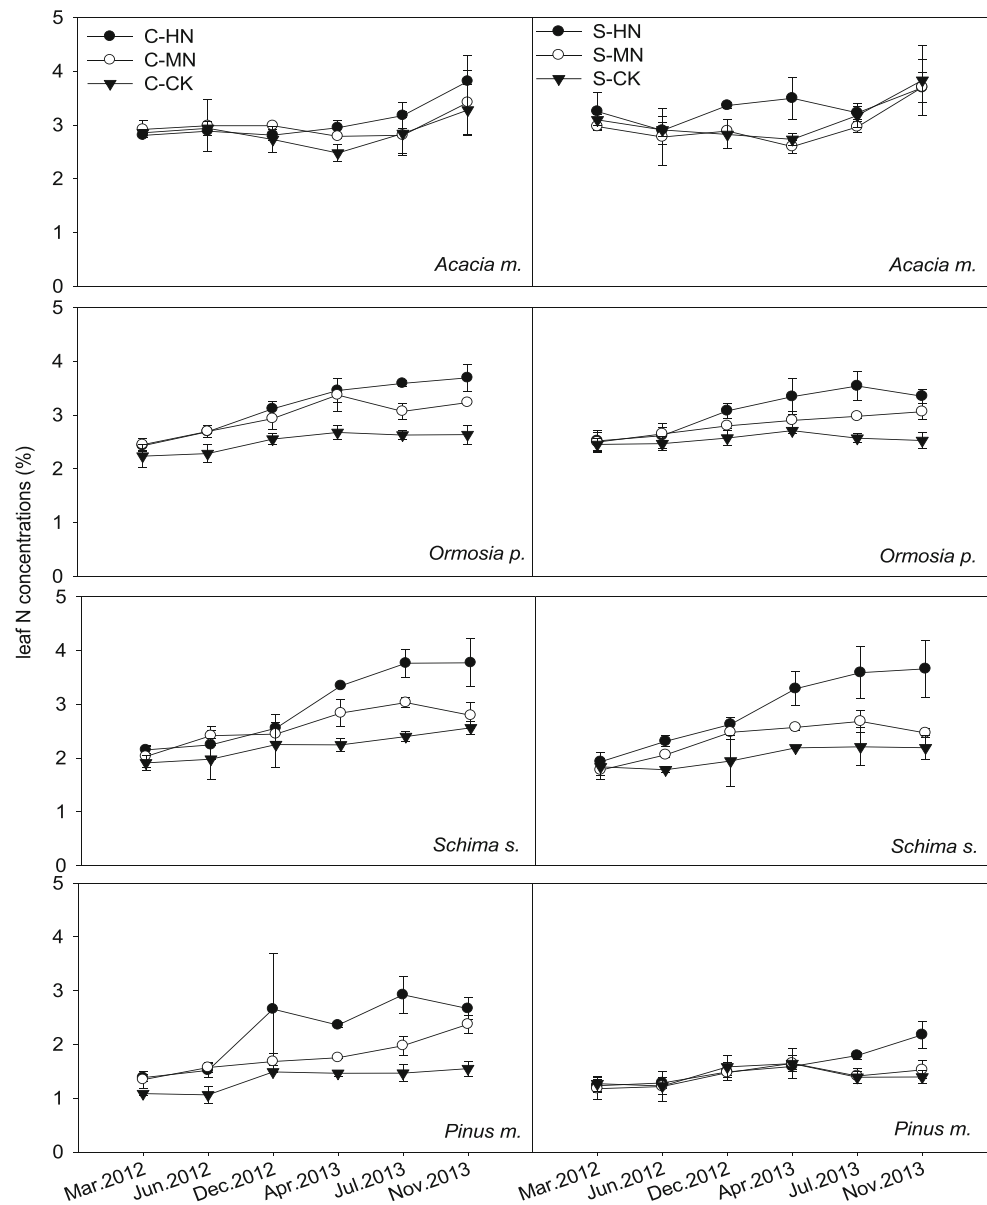 5
4
3
2
1
0
C-HN
C-MN
C-CK
Acacia m.
S-HN
S-MN
S-CK
Acacia m.
5
4
3
2
1
0
Ormosia p.
Ormosia p.
leaf N concentrations (%)
5
4
3
2
1
0
Schima s.
Schima s.
5
4
3
2
1
0
Pinus m.
Pinus m.
Mar.2012
Jun.2012
Dec.2012
Apr.2013
Jul.2013
Nov.2013
Mar.2012
Jun.2012
Dec.2012
Apr.2013
Jul.2013
Nov.2013